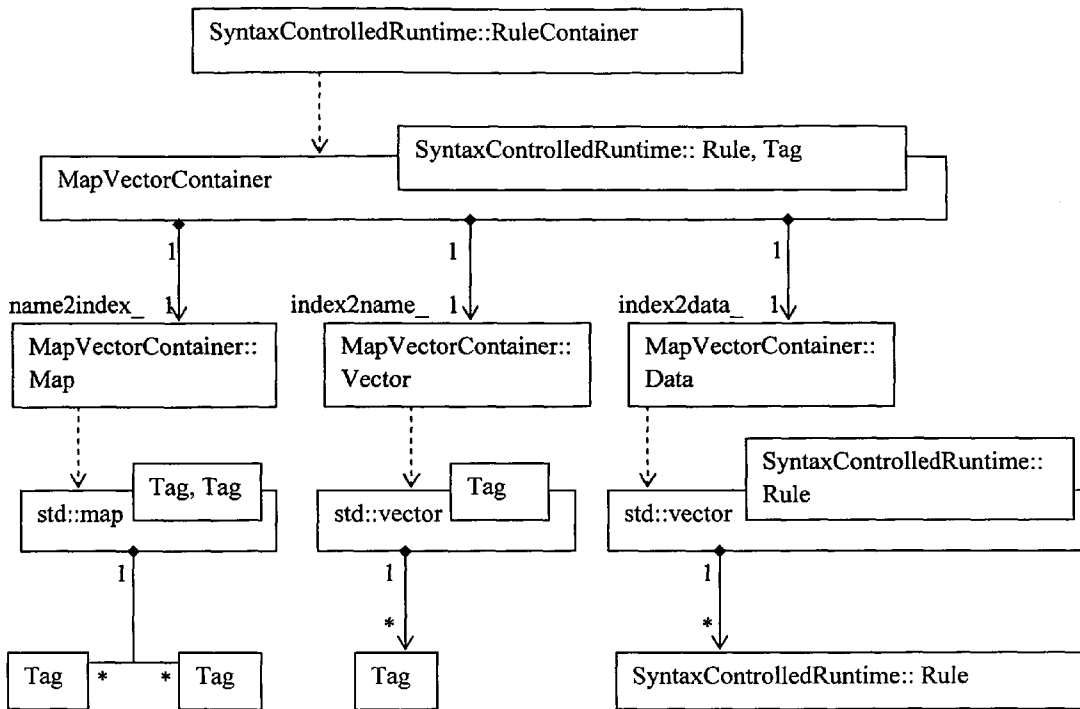 SyntaxControlledRuntime::RuleContainer
SyntaxControlledRuntime:: Rule, Tag
MapVectorContainer
1 1 1
name2index_ 1 index2name_ 1 index2data_ 1
MapVectorContainer::
Map
MapVectorContainer::
Vector
MapVectorContainer::
Data
Tag, Tag
std::map
Tag
std::vector
SyntaxControlledRuntime::
Rule
std::vector
1 1 1
* *
Tag * * Tag
Tag
SyntaxControlledRuntime:: Rule